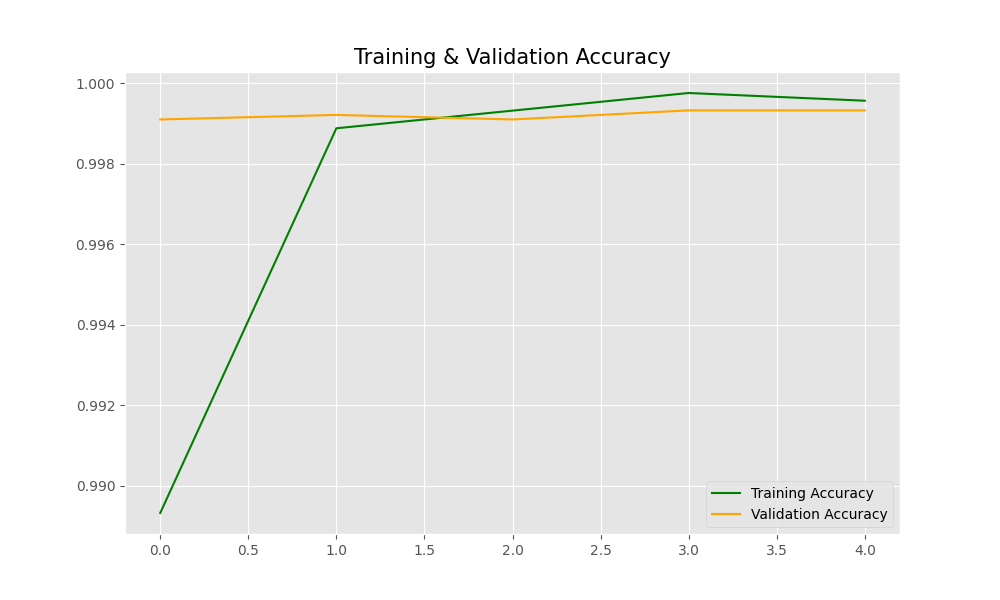 Training & Validation Accuracy
1.000
0.998
0.996
0.994
0.992
0.990
Training Accuracy
Validation Accuracy
0.0 0.5 1.0 1.5 2.0 2.5 3.0 3.5 4.0